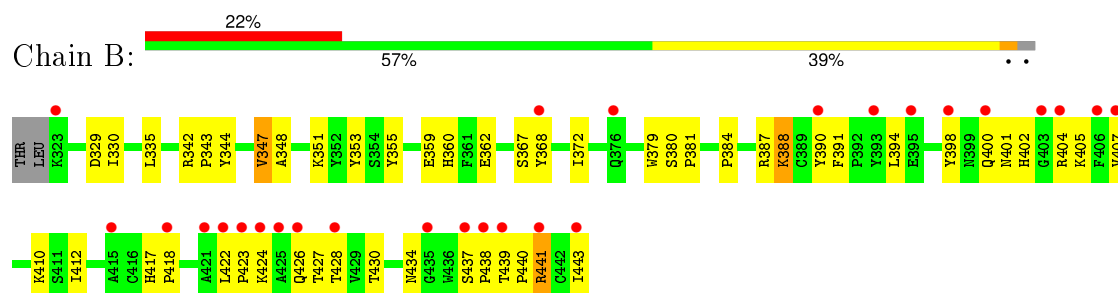 22%
Chain B:
57% 39% • •
THR LEU K323 D329 I330 L335 R342 P343 Y344 V347 A348 K351 Y352 Y353 S354 Y355 E359 H360 F361 E362 S367 Y368 I372 Q376 W379 S380 P381 P384 R387 K388 C389 Y390 F391 P392 Y393 L394 E395 Y398 N399 Q400 N401 H402 G403 R404 K405 F406 V407
K410 S411 I412 A415 C416 H417 P418 A421 L422 P423 K424 A425 Q426 T427 T428 V429 T430 N434 G435 W436 S437 P438 T439 P440 R441 C442 I443